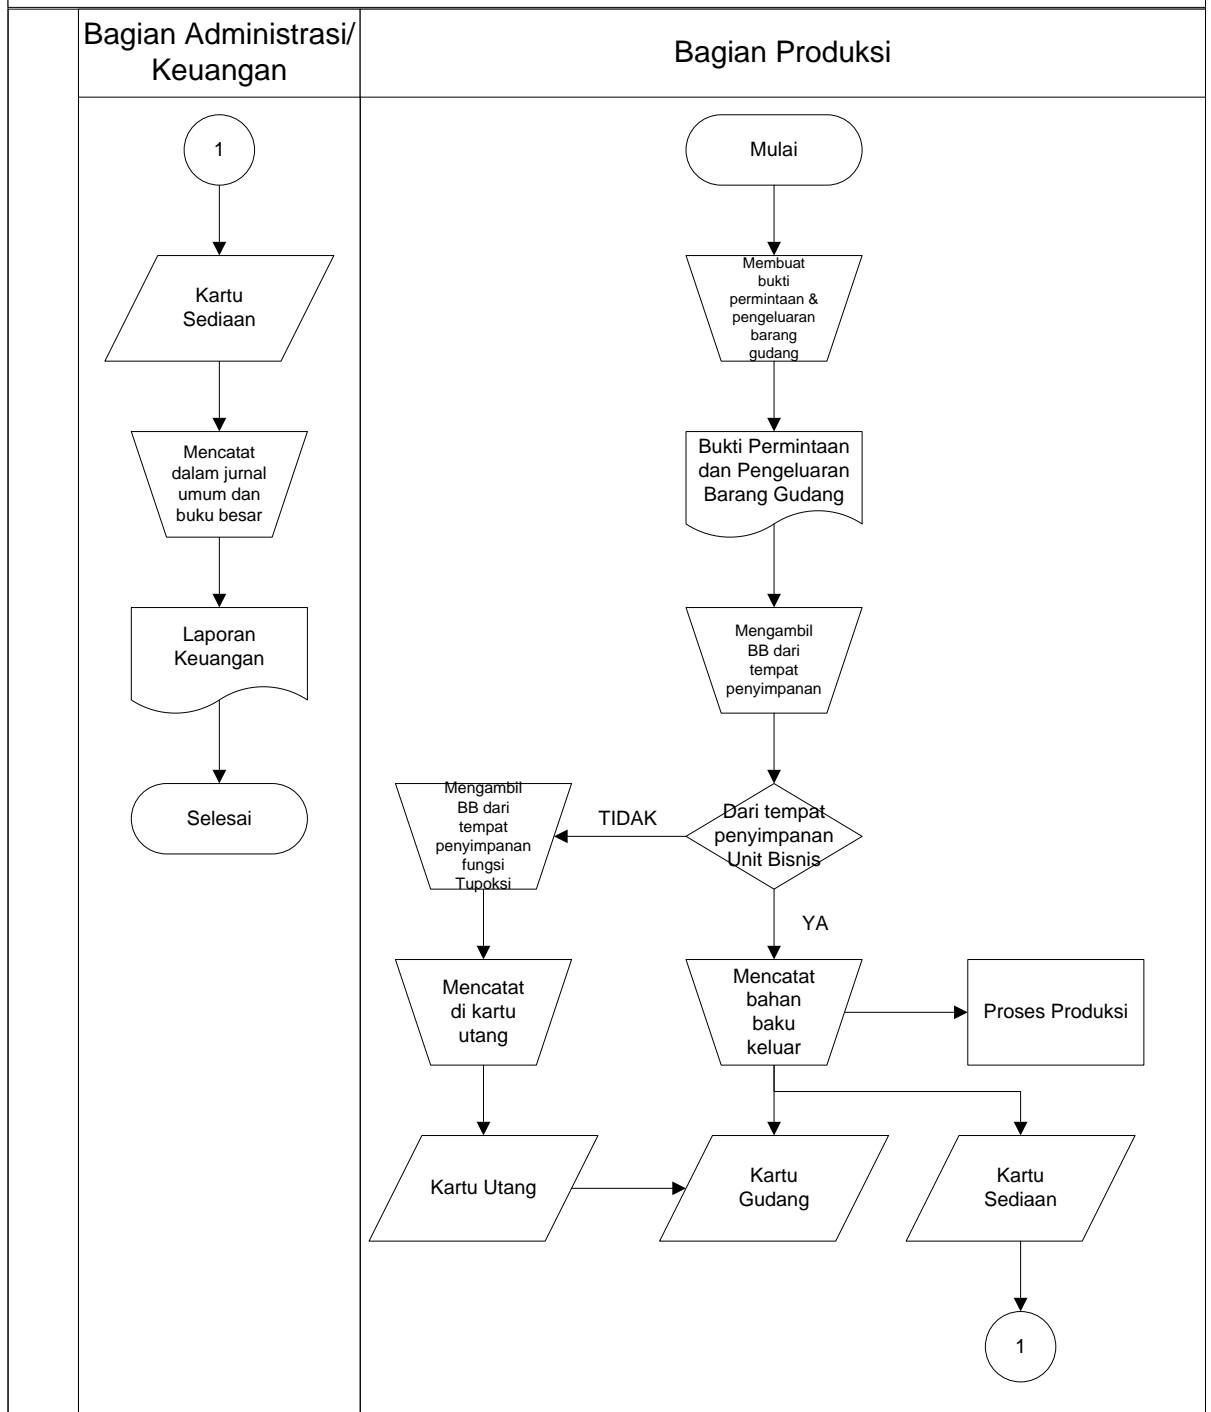 Bagian Administrasi/
Keuangan
Bagian Produksi
1
Kartu
Sediaan
Mencatat
dalam jurnal
umum dan
buku besar
Laporan
Keuangan
Selesai
Mulai
Membuat
bukti
permintaan &
pengeluaran
barang
gudang
Bukti Permintaan
dan Pengeluaran
Barang Gudang
Mengambil
BB dari
tempat
penyimpanan
Dari tempat
penyimpanan
Unit Bisnis
TIDAK
Mengambil
BB dari
tempat
penyimpanan
fungsi
Tupoksi
YA
Mencatat
di kartu
utang
Mencatat
bahan
baku
keluar
Proses Produksi
Kartu Utang
Kartu
Gudang
Kartu
Sediaan
1